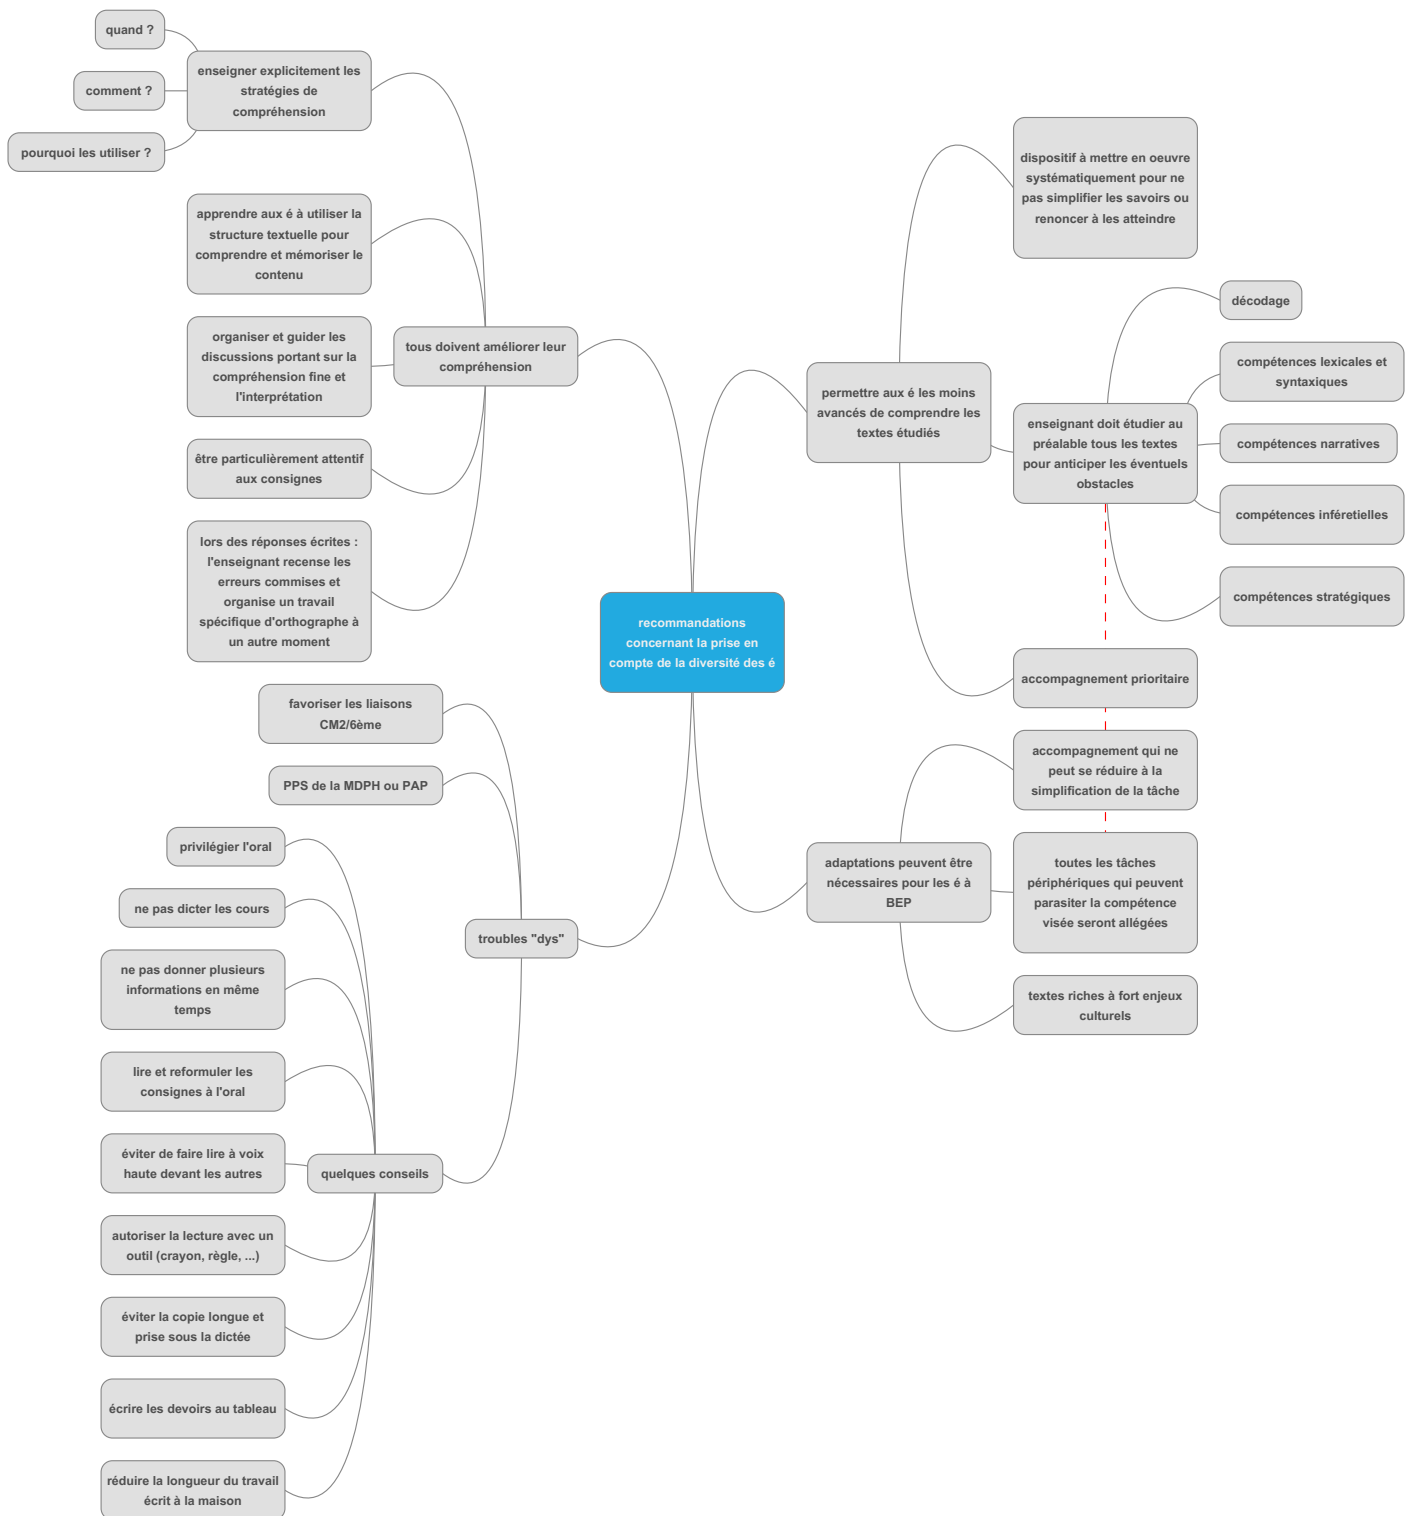 quand ?
comment ?
pourquoi les utiliser ?
enseigner explicitement les
stratégies de
compréhension
apprendre aux é à utiliser la
structure textuelle pour
comprendre et mémoriser le
contenu
organiser et guider les
discussions portant sur la
compréhension fine et
l'interprétation
être particulièrement attentif
aux consignes
lors des réponses écrites :
l'enseignant recense les
erreurs commises et
organise un travail
spécifique d'orthographe à
un autre moment
tous doivent améliorer leur
compréhension
favoriser les liaisons
CM2/6ème
PPS de la MDPH ou PAP
privilégier l'oral
ne pas dicter les cours
ne pas donner plusieurs
informations en même
temps
lire et reformuler les
consignes à l'oral
éviter de faire lire à voix
haute devant les autres
autoriser la lecture avec un
outil (crayon, règle, ...)
éviter la copie longue et
prise sous la dictée
écrire les devoirs au tableau
réduire la longueur du travail
écrit à la maison
quelques conseils
troubles "dys"
recommandations
concernant la prise en
compte de la diversité des é
permettre aux é les moins
avancés de comprendre les
textes étudiés
dispositif à mettre en oeuvre
systématiquement pour ne
pas simplifier les savoirs ou
renoncer à les atteindre
enseignant doit étudier au
préalable tous les textes
pour anticiper les éventuels
obstacles
décodage
compétences lexicales et
syntaxiques
compétences narratives
compétences inféretielles
compétences stratégiques
accompagnement prioritaire
adaptations peuvent être
nécessaires pour les é à
BEP
accompagnement qui ne
peut se réduire à la
simplification de la tâche
toutes les tâches
périphériques qui peuvent
parasiter la compétence
visée seront allégées
textes riches à fort enjeux
culturels